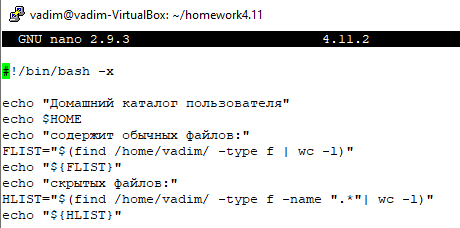 vadim@vadim-VirtualBox: ~/homework4.11
GNU nano 2.9.3 4.11.2
#!/bin/bash -x
echo "Домашний каталог пользователя"
echo $HOME
echo "содержит обычных файлов:"
FLIST="$(find /home/vadim/ -type f | wc -l)"
echo "${FLIST}"
echo "скрытых файлов:"
HLIST="$(find /home/vadim/ -type f -name ".*"| wc -l)"
echo "${HLIST}"